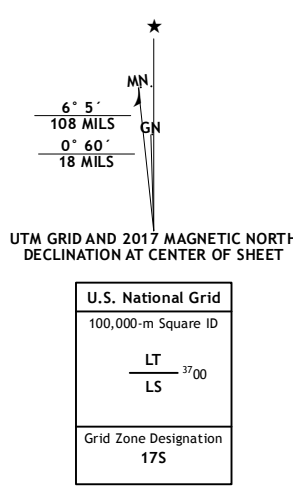 ★
MN
6° 5´
108 MILS
GN
0° 60´
18 MILS
UTM GRID AND 2017 MAGNETIC NORTH
DECLINATION AT CENTER OF SHEET
U.S. National Grid
100,000-m Square ID
LT
3700
LS
Grid Zone Designation
17S